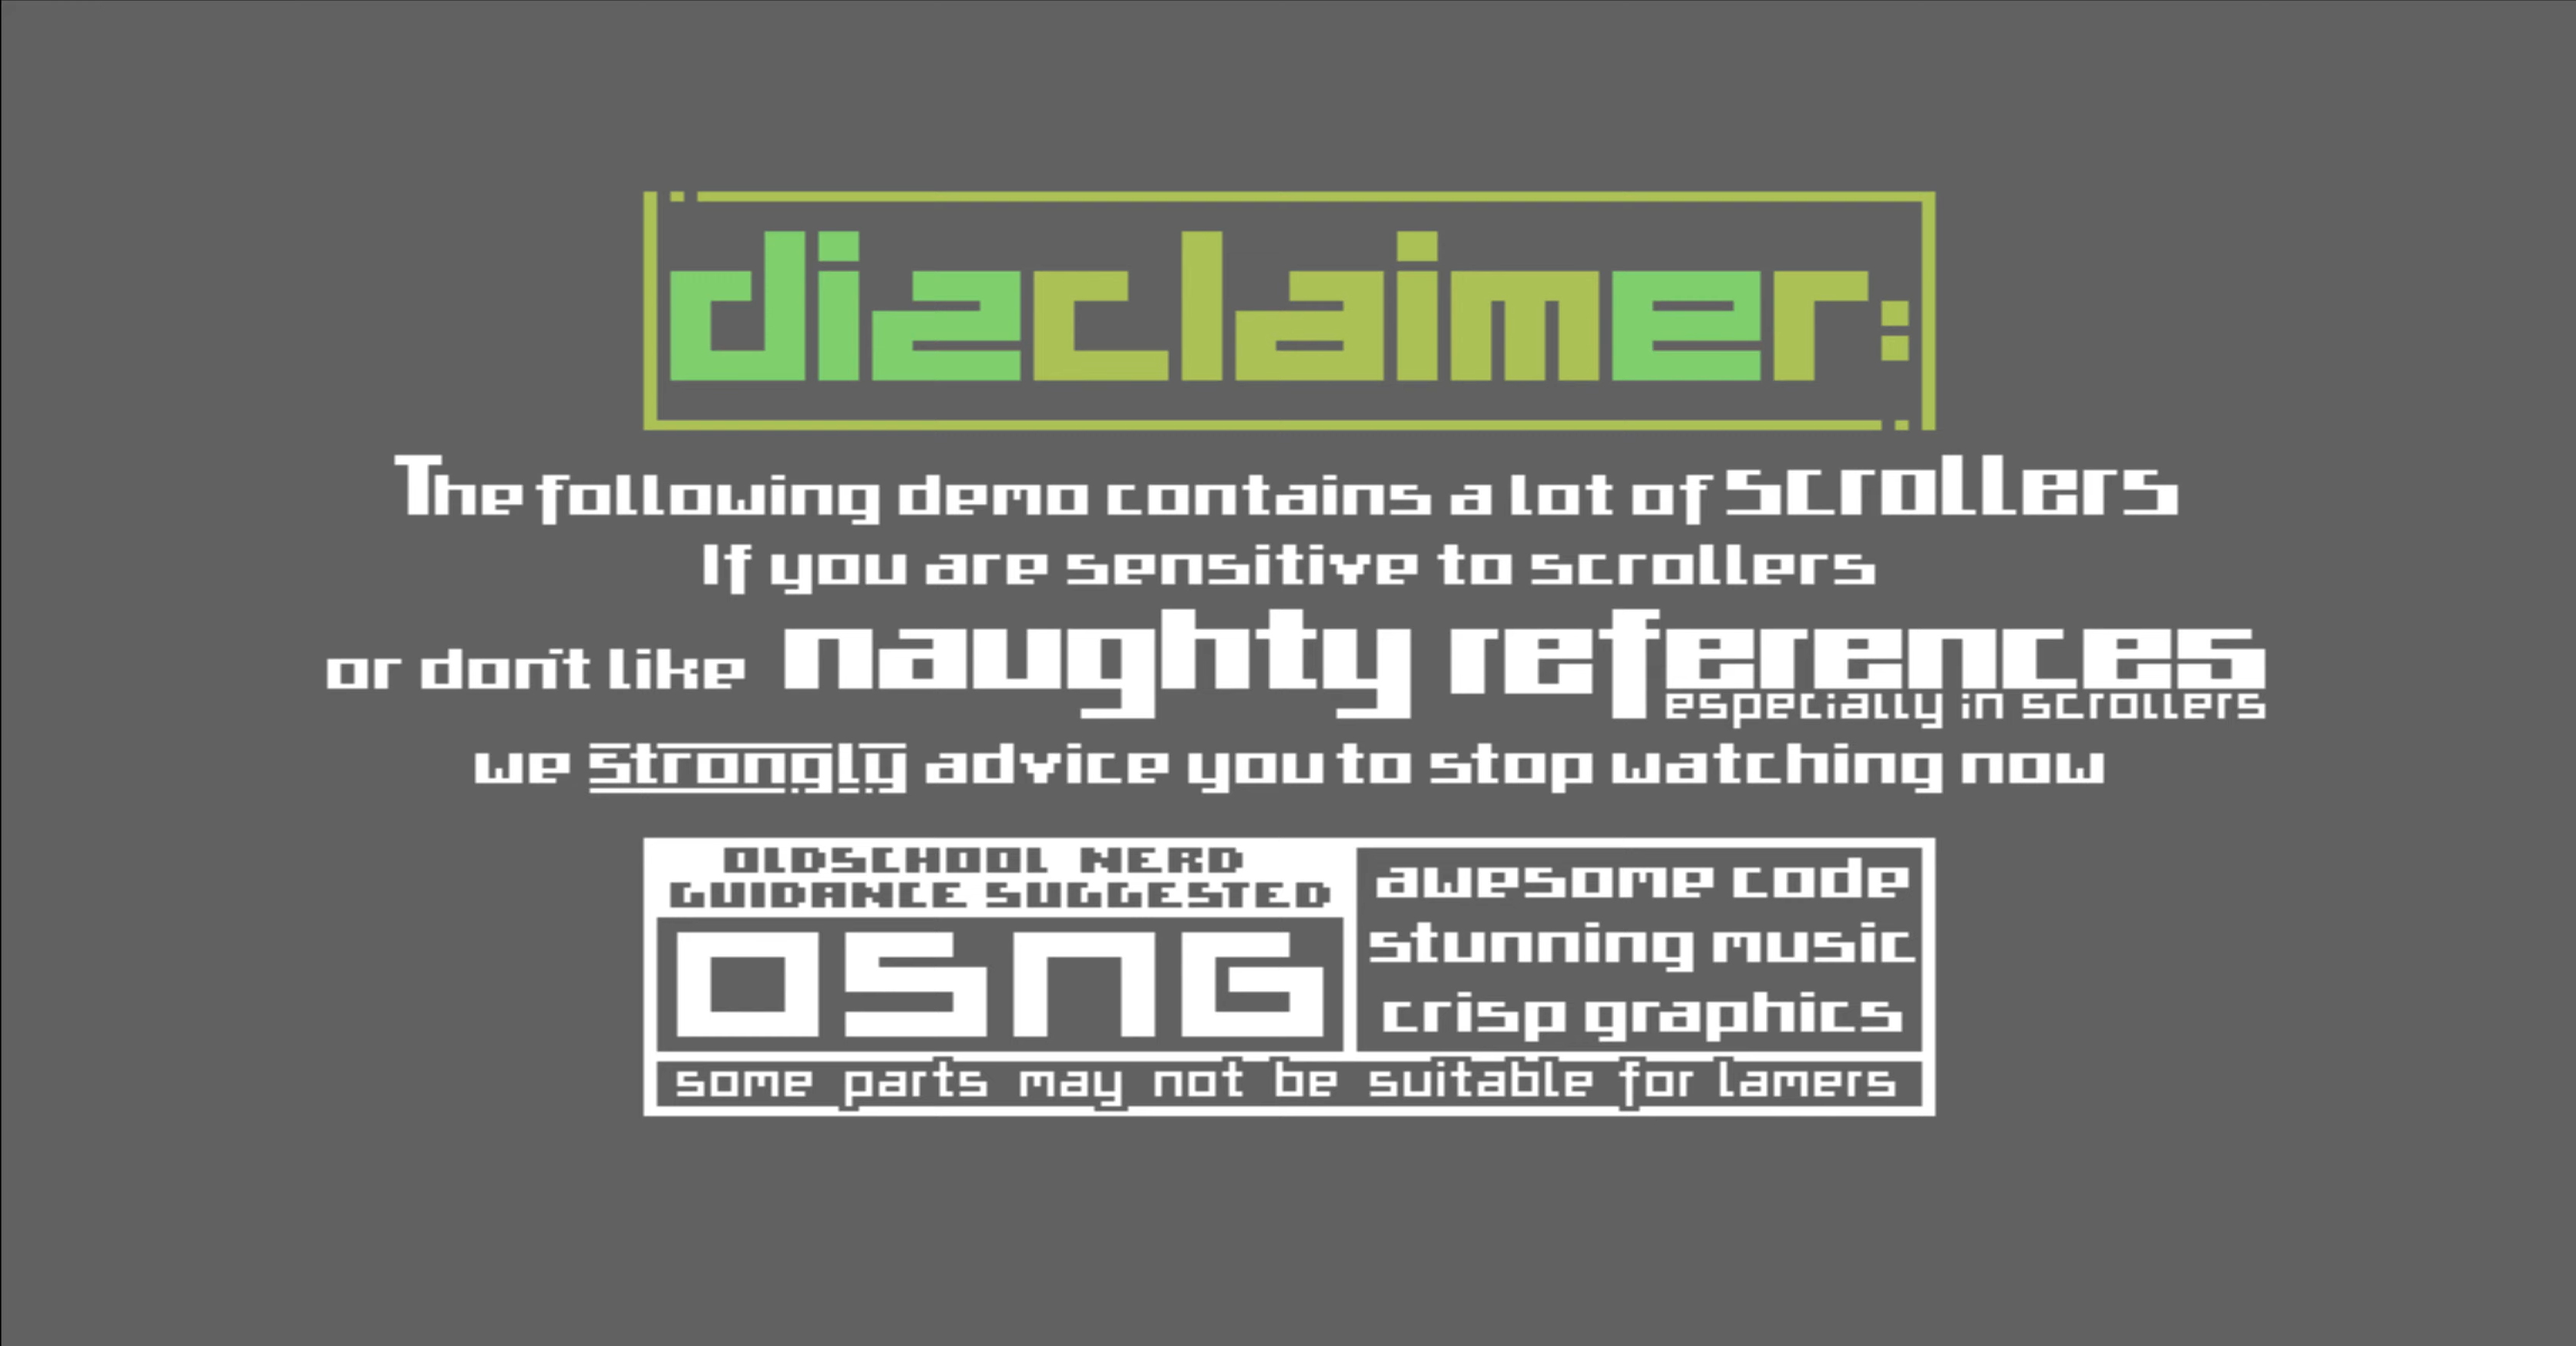 dizclaimer:
The following demo contains a lot of scrollers
If you are sensitive to scrollers
or don't like naughty references
especially in scrollers
we strongly advice you to stop watching now
OLDSCHOOL NERD
GUIDANCE SUGGESTED
OSNG
awesome code
stunning music
crisp graphics
some parts may not be suitable for lamers